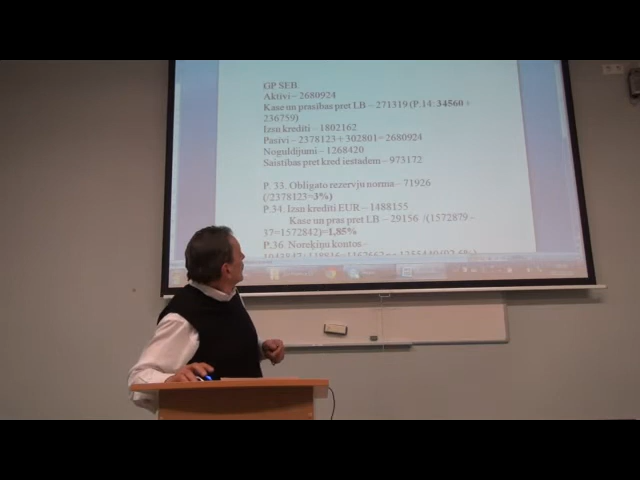 GP SEB
Aktīvi – 2680924
Kase un prasības pret LB – 271319 (P.14: 34560 +
236759)
Izsn kredīti – 1802162
Pasīvi – 2378123 + 302801= 2680924
Noguldījumi – 1268420
Saistības pret kred iestādēm – 973172
P. 33. Obligāto rezervju norma – 71926
(/2378123=3%)
P.34. Izsn kredīti EUR – 1488155
Kase un pras pret LB – 29156 /(1572879 –
37=1572842)=1,85%
P.36. Norēķinu kontos –